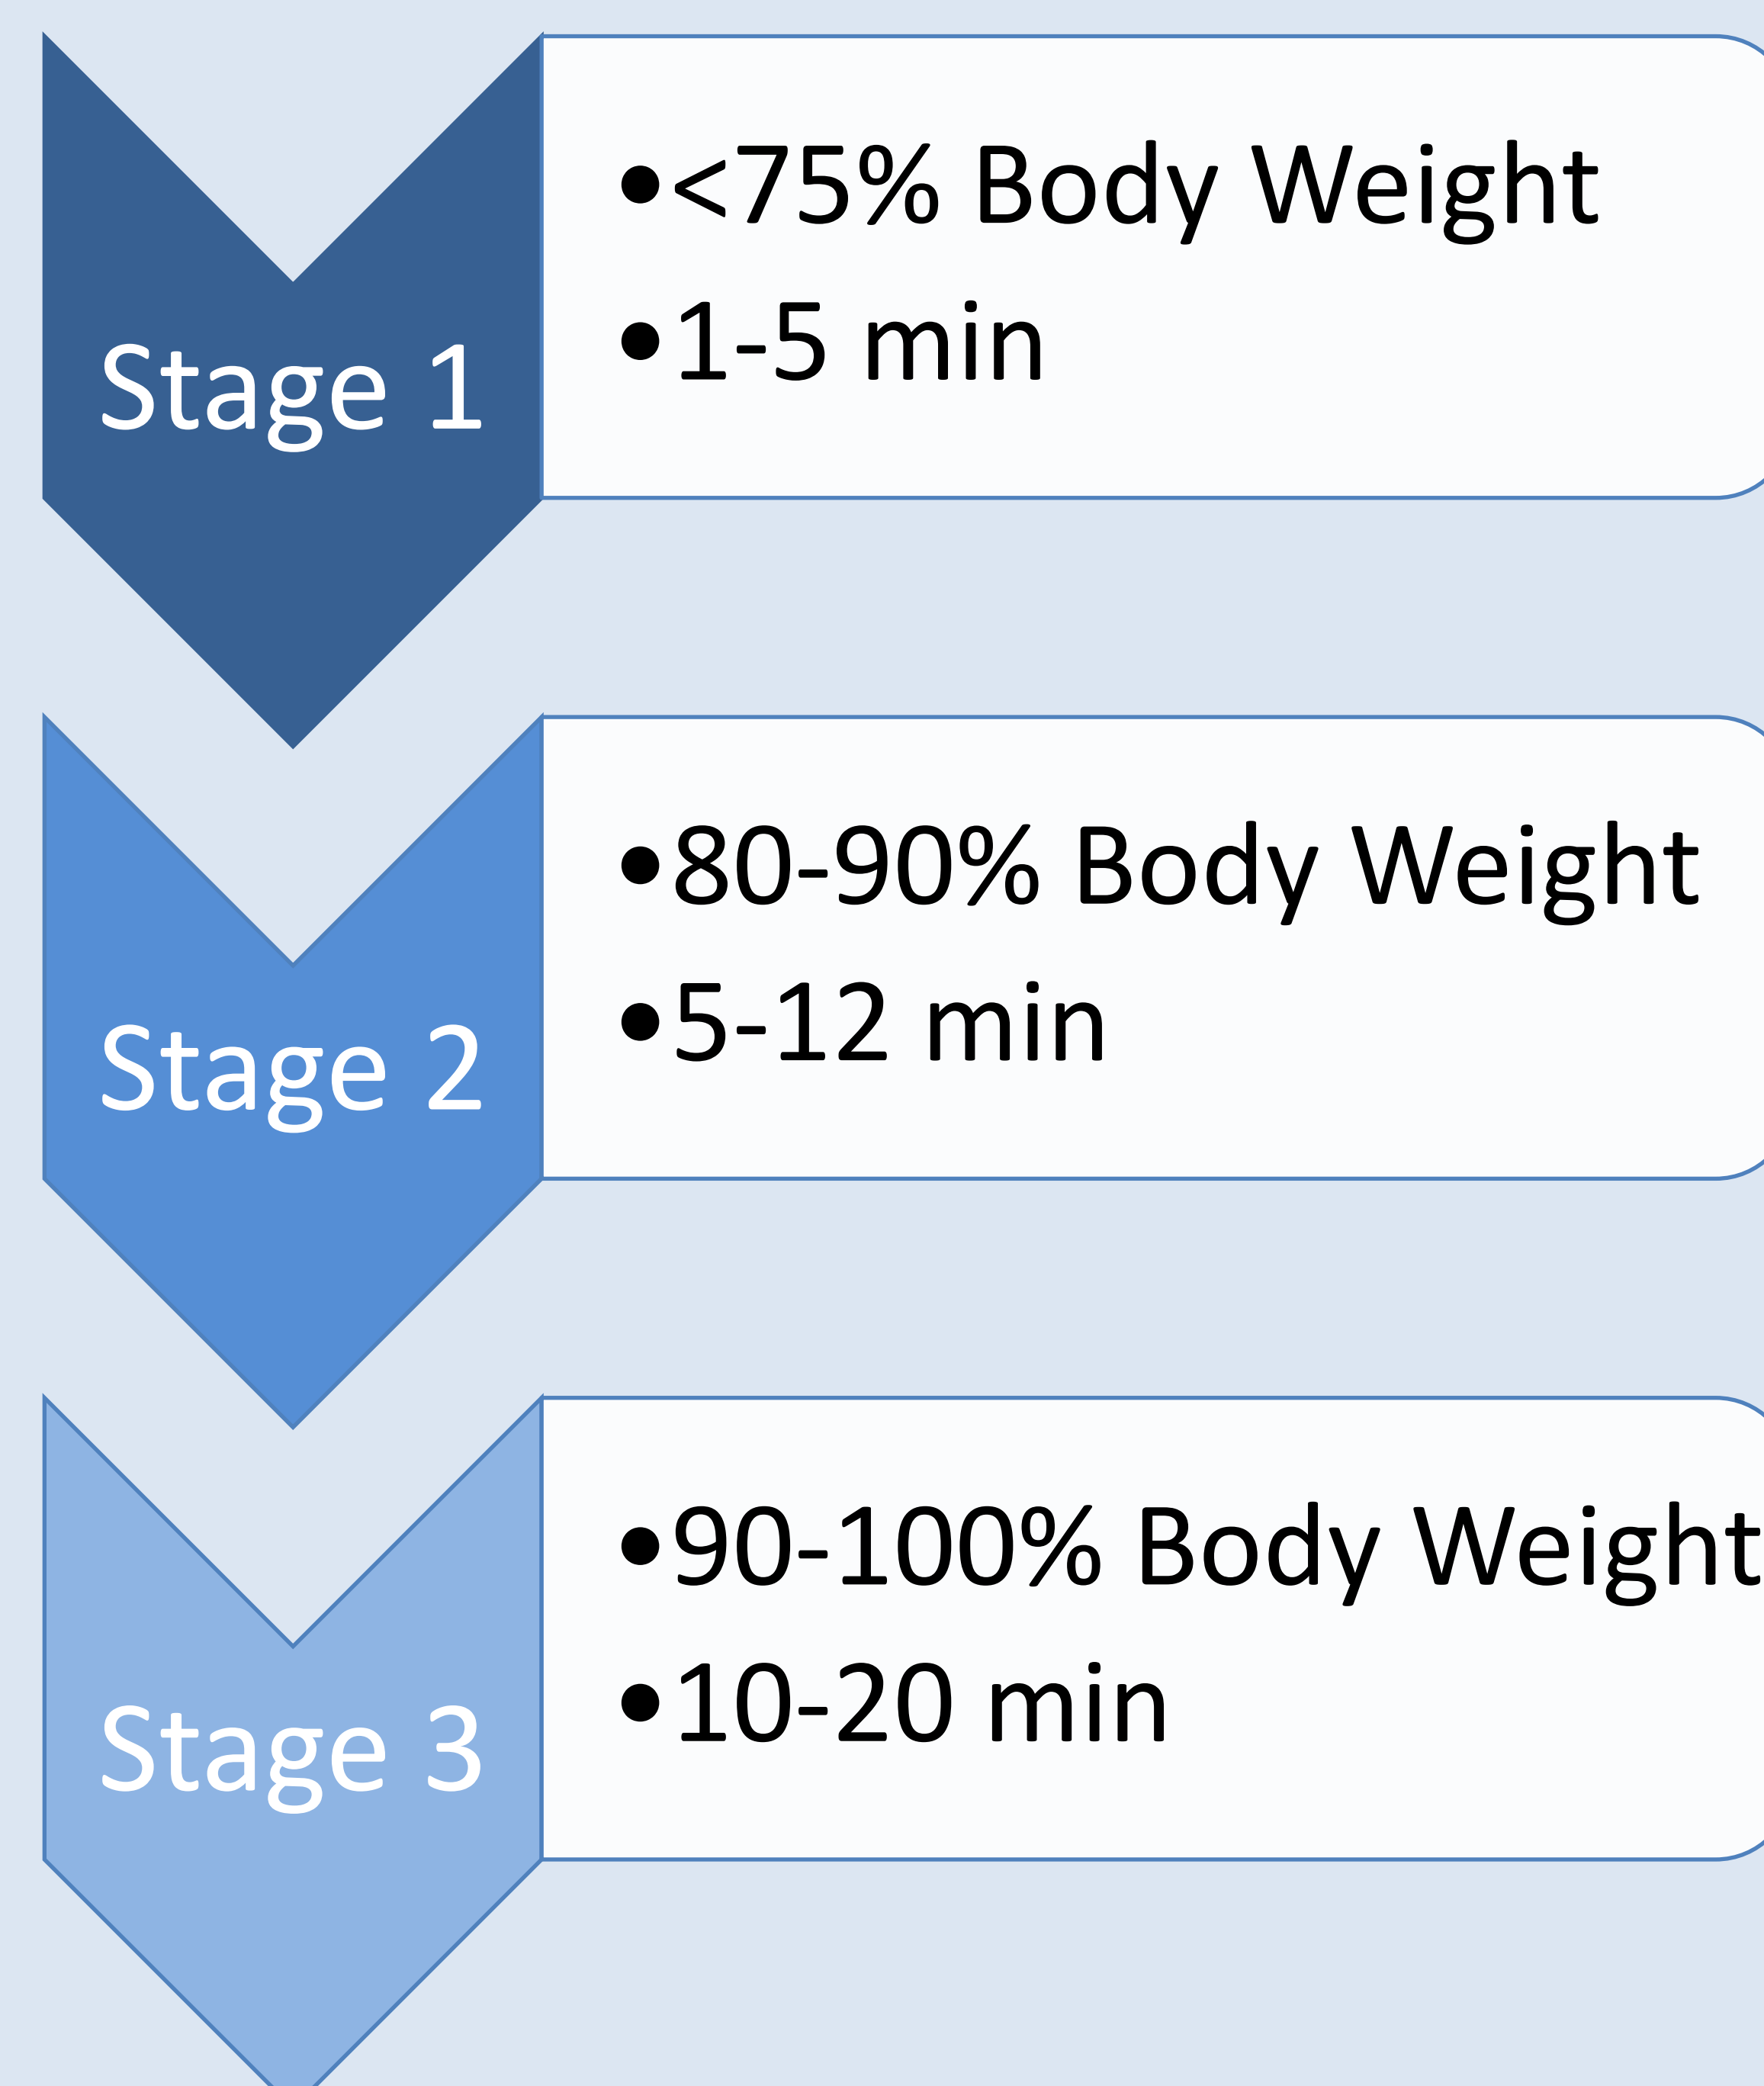 Stage 1
•<75% Body Weight
•1-5 min
Stage 2
•80-90% Body Weight
•5-12 min
Stage 3
•90-100% Body Weight
•10-20 min